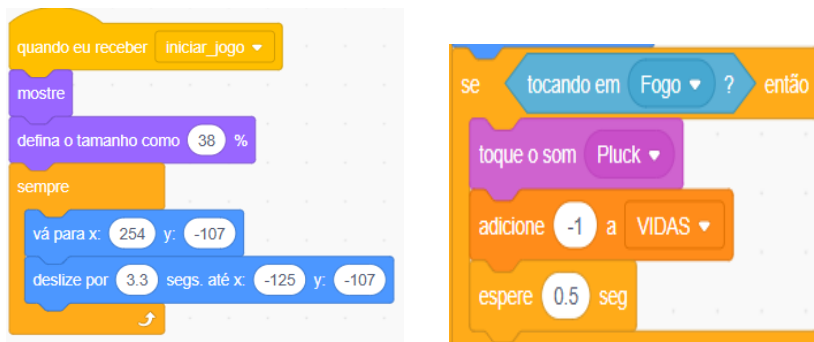 quando eu receber iniciar_jogo
mostre
defina o tamanho como 38 %
sempre
vá para x: 254 y: -107
deslize por 3.3 segs. até x: -125 y: -107
se tocando em Fogo ? então
toque o som Pluck
adicione -1 a VIDAS
espere 0.5 seg